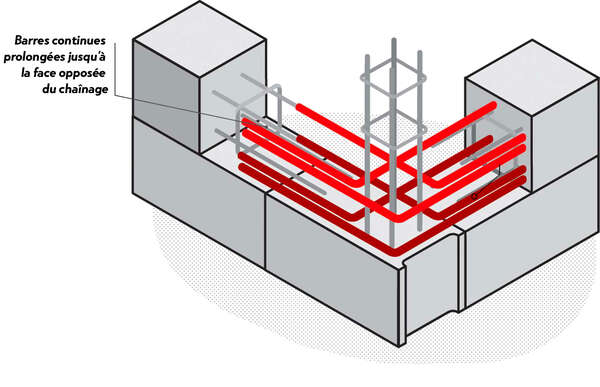 Barres continues
prolongées jusqu'à
la face opposée
du chaînage